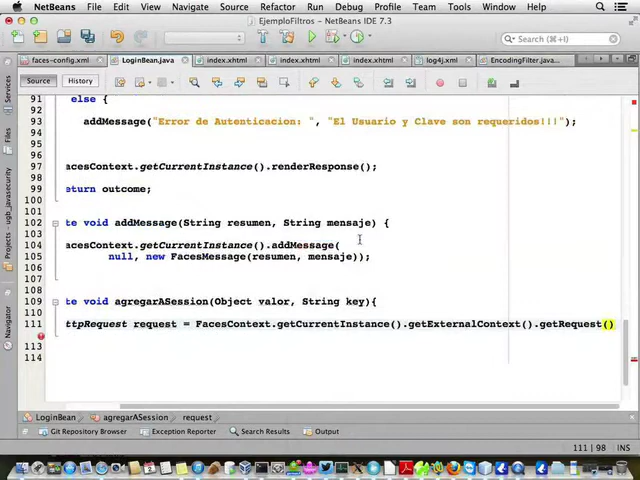 NetBeans File Edit View Navigate Source Refactor Run Debug Profile Team Tools Window Help
EjemploFiltros - NetBeans IDE 7.3
Search (⌘+I)
faces-config.xml LoginBean.java index.xhtml index.xhtml index.xhtml log4j.xml EncodingFilter.java...
Source History
Services
Files
Projects - ugb_javasecurity
Navigator
91 else {
92
93 addMessage("Error de Autenticacion: ", "El Usuario y Clave son requeridos!!!");
94
95
96
97 acesContext.getCurrentInstance().renderResponse();
98
99 eturn outcome;
100
101
102 te void addMessage(String resumen, String mensaje) {
103
104 acesContext.getCurrentInstance().addMessage(
105 null, new FacesMessage(resumen, mensaje));
106
107
108
109 te void agregarASession(Object valor, String key){
110
111 ttpRequest request = FacesContext.getCurrentInstance().getExternalContext().getRequest()
113
114
LoginBean agregarASession request
Git Repository Browser Exception Reporter Search Results Output
111 | 98 INS